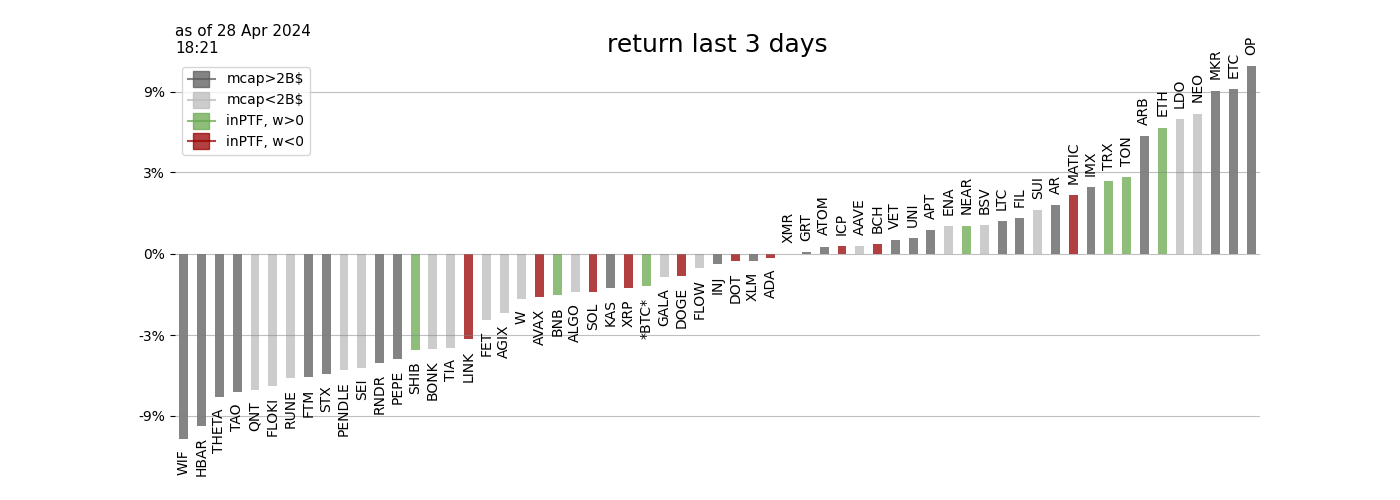 as of 28 Apr 2024
18:21
return last 3 days
mcap>2B$
mcap<2B$
inPTF, w>0
inPTF, w<0
9%
3%
0%
-3%
-9%
WIF
HBAR
THETA
TAO
QNT
FLOKI
RUNE
FTM
STX
PENDLE
SEI
RNDR
PEPE
SHIB
BONK
TIA
LINK
FET
AGIX
W
AVAX
BNB
ALGO
SOL
KAS
XRP
*BTC*
GALA
DOGE
FLOW
INJ
DOT
XLM
ADA
XMR
GRT
ATOM
ICP
AAVE
BCH
VET
UNI
APT
ENA
NEAR
BSV
LTC
FIL
SUI
AR
MATIC
IMX
TRX
TON
ARB
ETH
LDO
NEO
MKR
ETC
OP